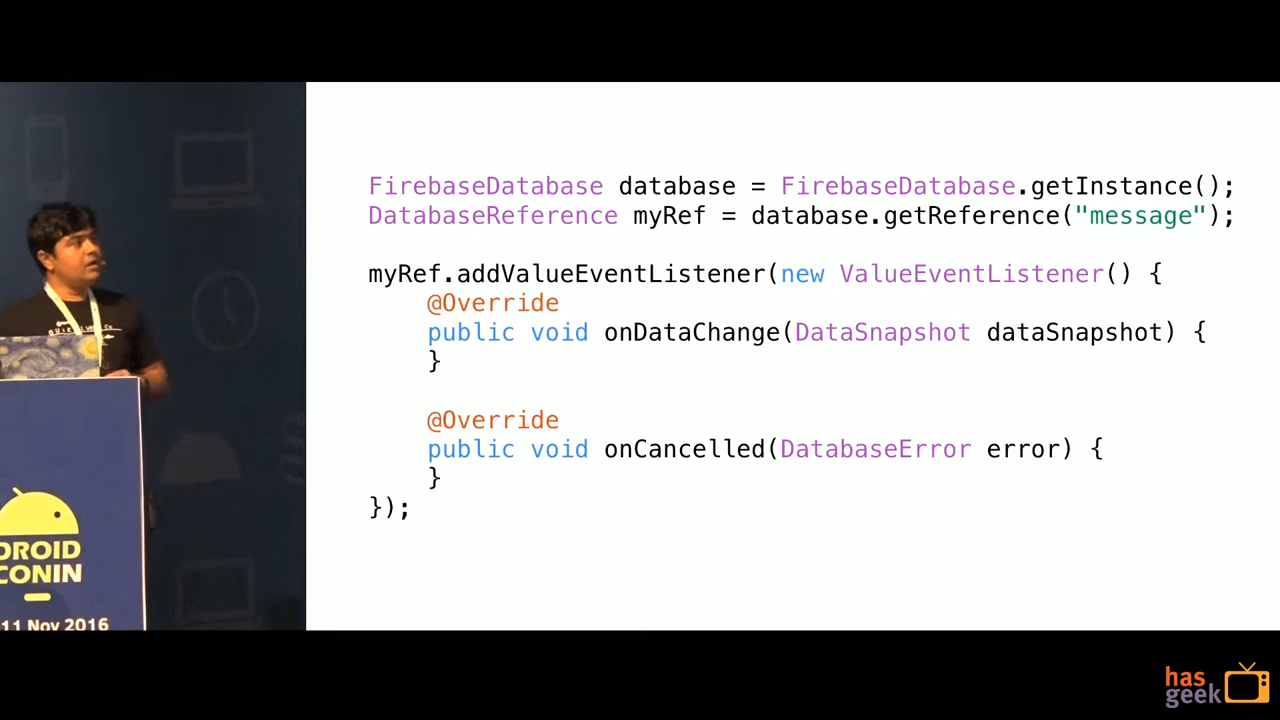 FirebaseDatabase database = FirebaseDatabase.getInstance();
DatabaseReference myRef = database.getReference("message");
myRef.addValueEventListener(new ValueEventListener() {
@Override
public void onDataChange(DataSnapshot dataSnapshot) {
}
@Override
public void onCancelled(DatabaseError error) {
}
});
DROID
CONIN
11 Nov 2016
has
geek